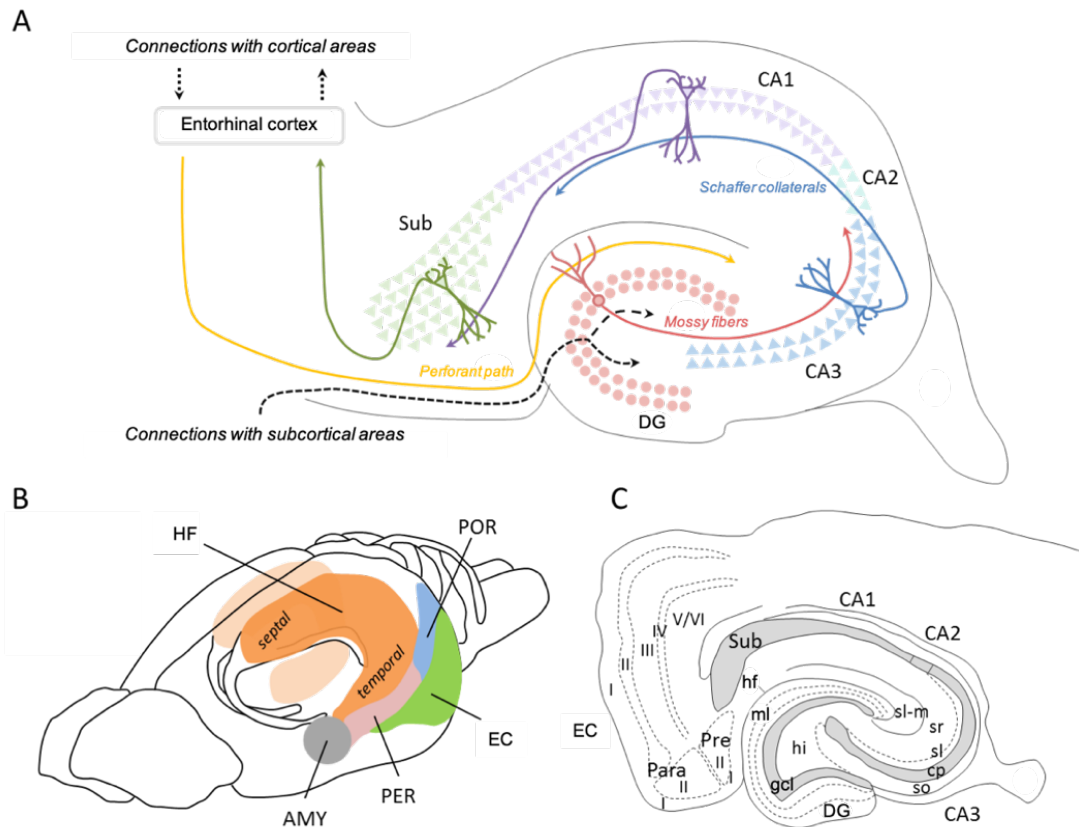 A
Connections with cortical areas
Entorhinal cortex
CA1
CA2
Schaffer collaterals
Sub
Mossy fibers
Perforant path
CA3
DG
Connections with subcortical areas
B
HF
POR
septal
temporal
EC
PER
AMY
C
CA1
CA2
V/VI
IV
III
II
I
Sub
hf
ml
sl-m
sr
sl
hi
cp
so
Pre
II
I
Para
II
I
gcl
DG
CA3
EC